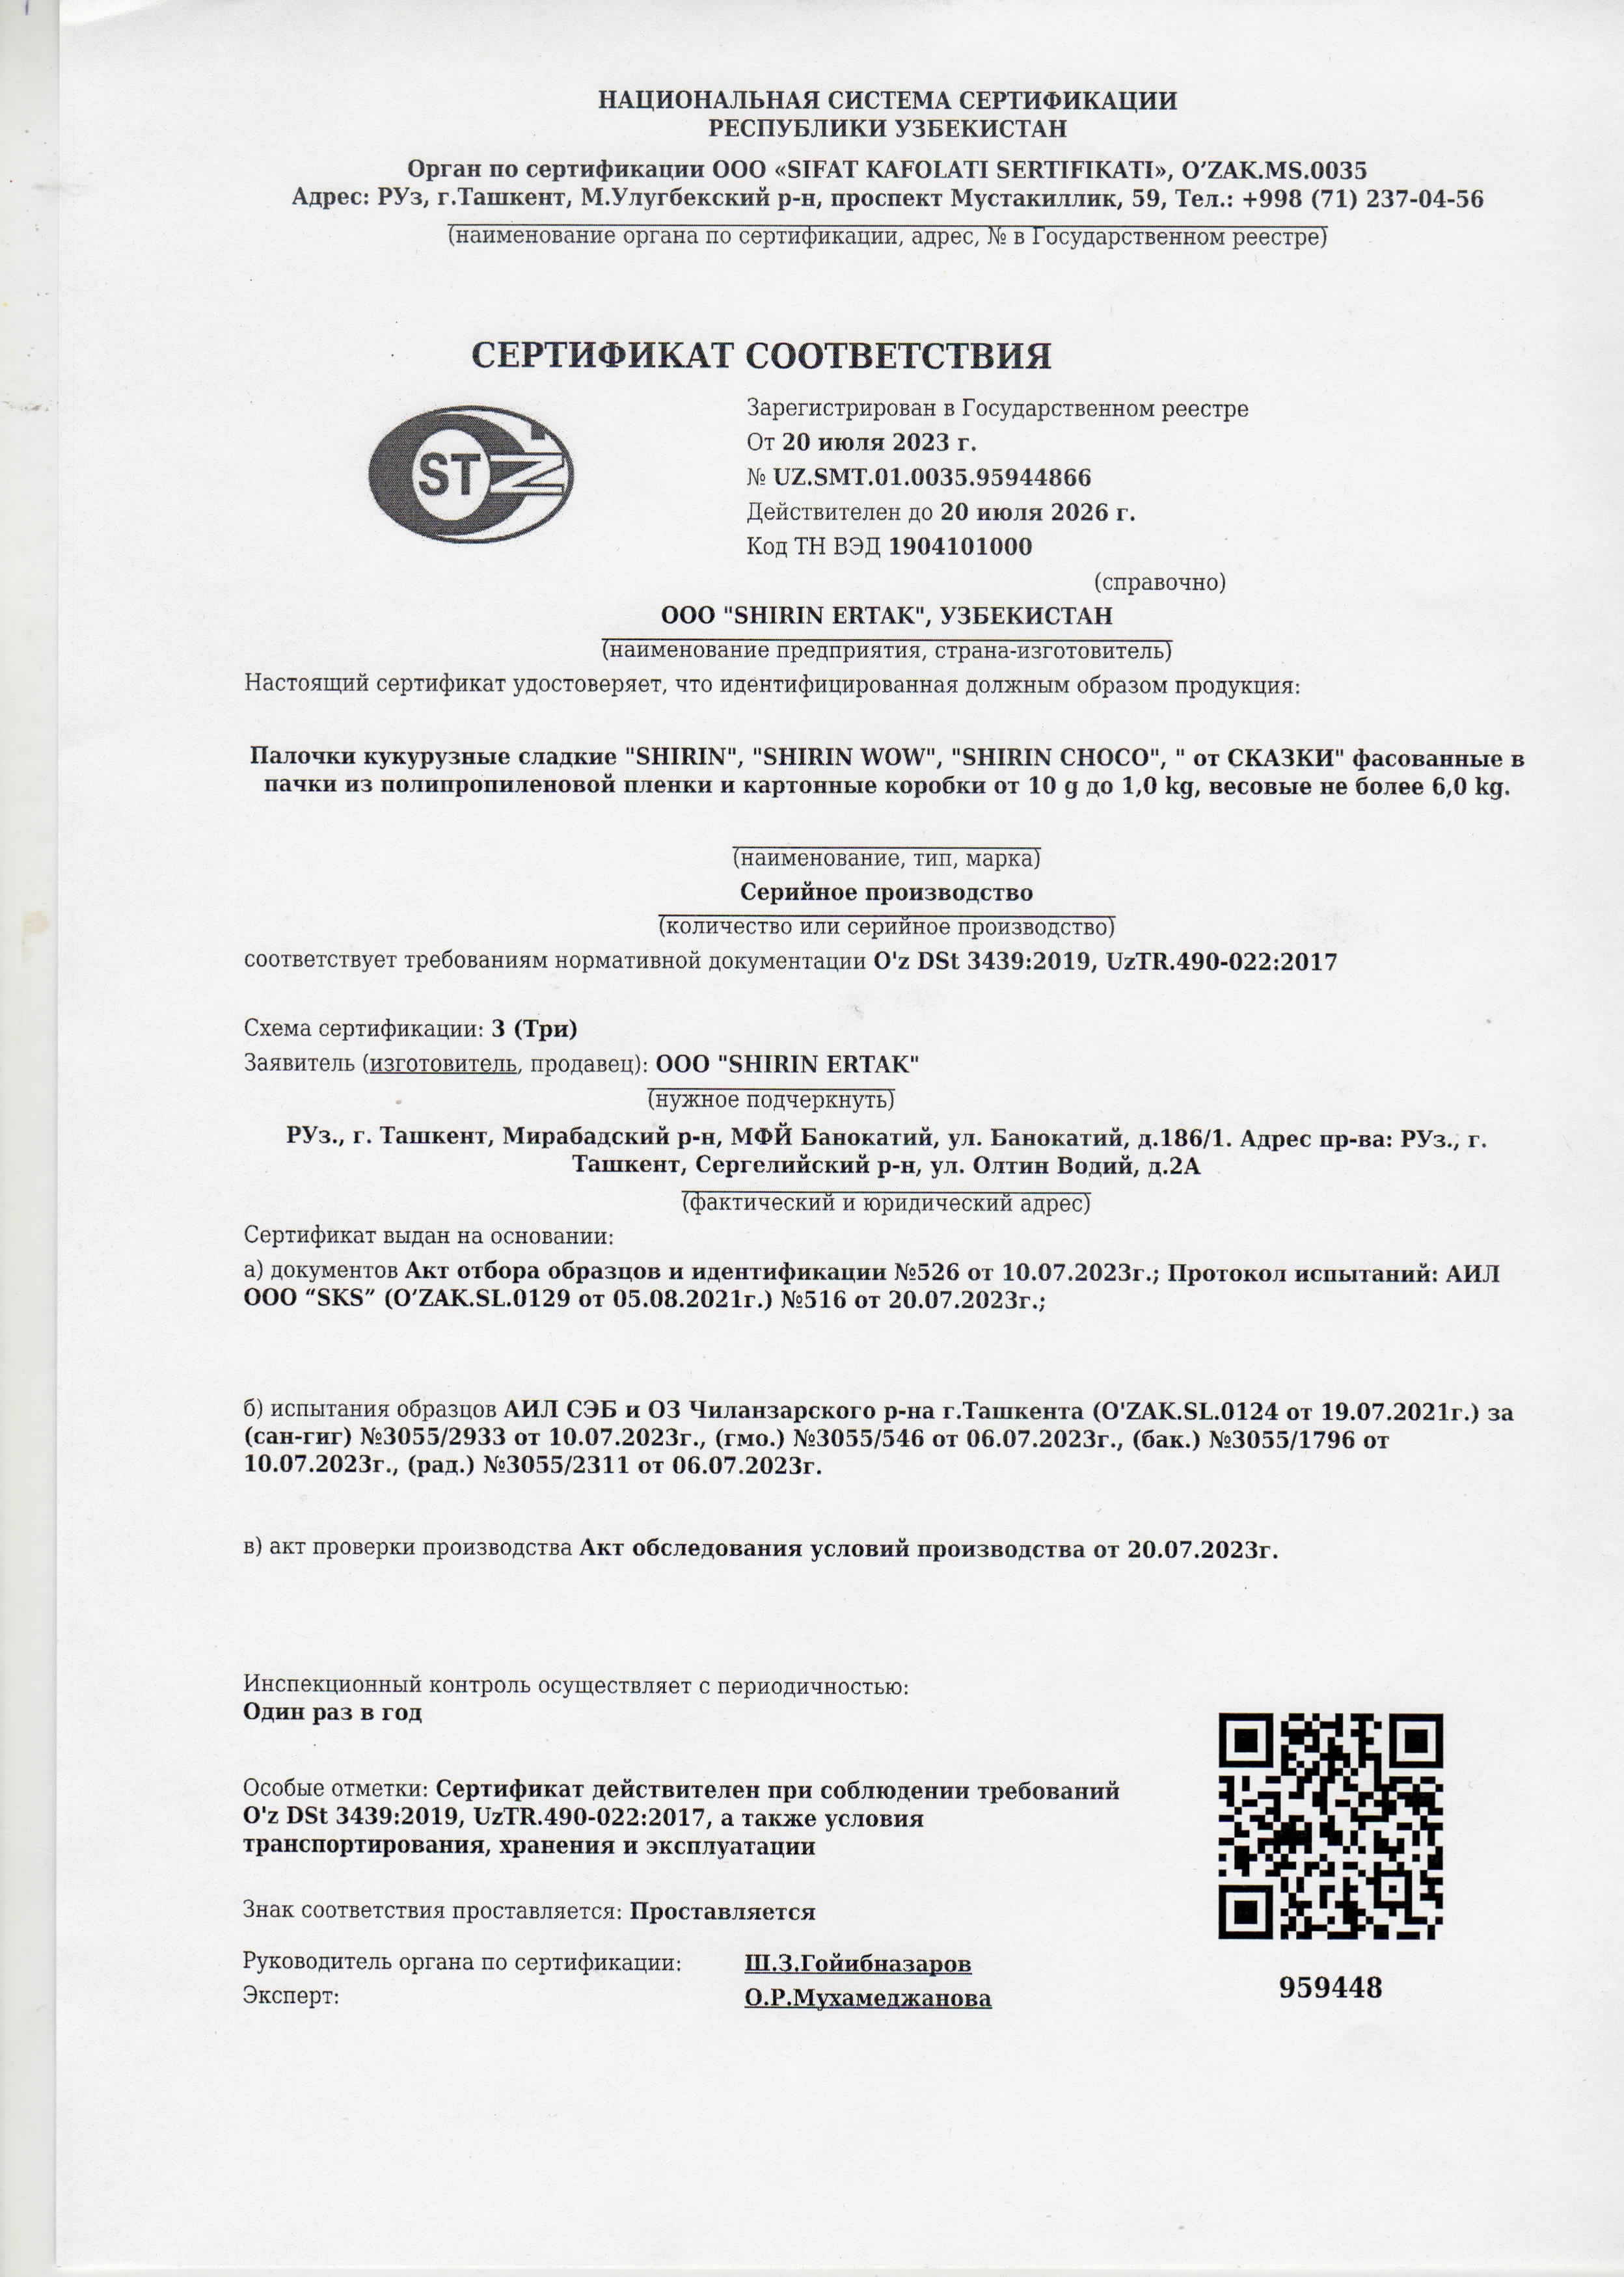 НАЦИОНАЛЬНАЯ СИСТЕМА СЕРТИФИКАЦИИ
РЕСПУБЛИКИ УЗБЕКИСТАН
Орган по сертификации ООО «SIFAT KAFOLATI SERTIFIKATI», O’ZAK.MS.0035
Адрес: РУз, г.Ташкент, М.Улугбекский р-н, проспект Мустакиллик, 59, Тел.: +998 (71) 237-04-56
(наименование органа по сертификации, адрес, № в Государственном реестре)
СЕРТИФИКАТ СООТВЕТСТВИЯ
ST
Зарегистрирован в Государственном реестре
От 20 июля 2023 г.
№ UZ.SMT.01.0035.95944866
Действителен до 20 июля 2026 г.
Код ТН ВЭД 1904101000
(справочно)
ООО "SHIRIN ERTAK", УЗБЕКИСТАН
(наименование предприятия, страна-изготовитель)
Настоящий сертификат удостоверяет, что идентифицированная должным образом продукция:
Палочки кукурузные сладкие "SHIRIN", "SHIRIN WOW", "SHIRIN CHOCO", " от СКАЗКИ" фасованные в
пачки из полипропиленовой пленки и картонные коробки от 10 g до 1,0 kg, весовые не более 6,0 kg.
(наименование, тип, марка)
Серийное производство
(количество или серийное производство)
соответствует требованиям нормативной документации O'z DSt 3439:2019, UzTR.490-022:2017
Схема сертификации: 3 (Три)
Заявитель (изготовитель, продавец): ООО "SHIRIN ERTAK"
(нужное подчеркнуть)
РУз., г. Ташкент, Мирабадский р-н, МФЙ Банокатий, ул. Банокатий, д.186/1. Адрес пр-ва: РУз., г.
Ташкент, Сергелийский р-н, ул. Олтин Водий, д.2А
(фактический и юридический адрес)
Сертификат выдан на основании:
а) документов Акт отбора образцов и идентификации №526 от 10.07.2023г.; Протокол испытаний: АИЛ
ООО “SKS” (O’ZAK.SL.0129 от 05.08.2021г.) №516 от 20.07.2023г.;
б) испытания образцов АИЛ СЭБ и ОЗ Чиланзарского р-на г.Ташкента (O'ZAK.SL.0124 от 19.07.2021г.) за
(сан-гиг) №3055/2933 от 10.07.2023г., (гмо.) №3055/546 от 06.07.2023г., (бак.) №3055/1796 от
10.07.2023г., (рад.) №3055/2311 от 06.07.2023г.
в) акт проверки производства Акт обследования условий производства от 20.07.2023г.
Инспекционный контроль осуществляет с периодичностью:
Один раз в год
Особые отметки: Сертификат действителен при соблюдении требований
O'z DSt 3439:2019, UzTR.490-022:2017, а также условия
транспортирования, хранения и эксплуатации
Знак соответствия проставляется: Проставляется
Руководитель органа по сертификации: Ш.З.Гойибназаров
Эксперт: О.Р.Мухамеджанова
959448